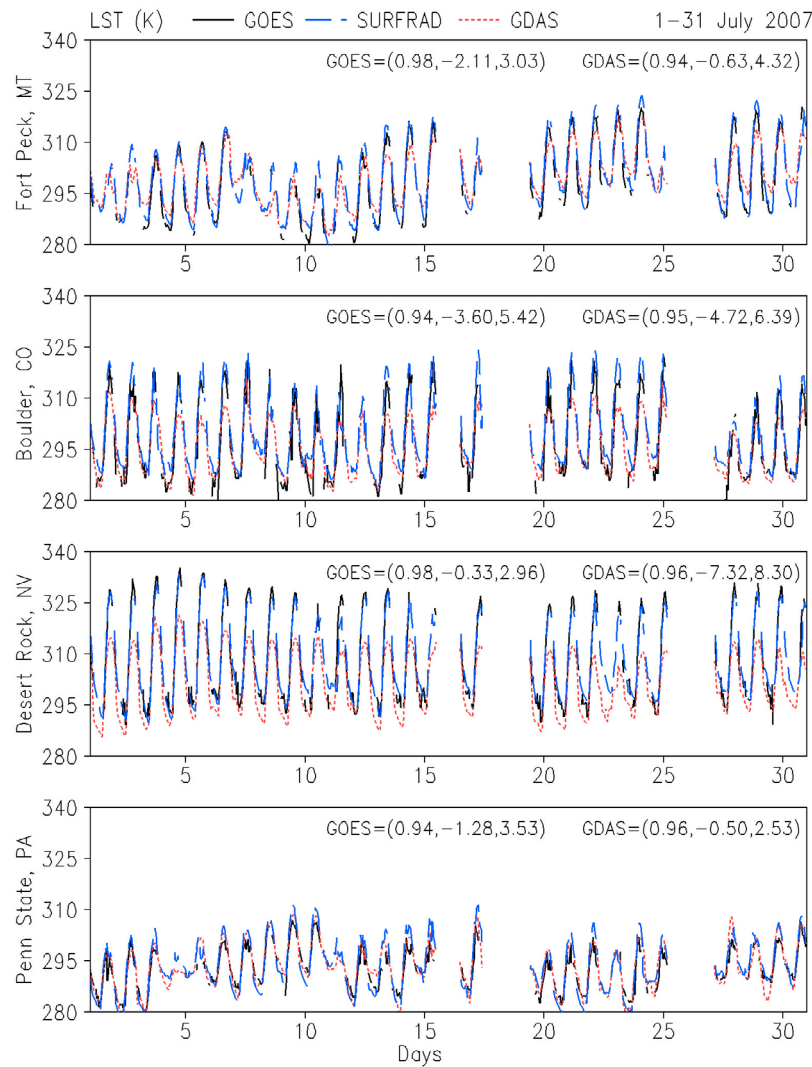 LST (K) GOES SURFRAD GDAS 1-31 July 2007
Fort Peck, MT
340
325
310
295
280
GOES=(0.98,-2.11,3.03) GDAS=(0.94,-0.63,4.32)
5 10 15 20 25 30
Boulder, CO
340
325
310
295
280
GOES=(0.94,-3.60,5.42) GDAS=(0.95,-4.72,6.39)
5 10 15 20 25 30
Desert Rock, NV
340
325
310
295
280
GOES=(0.98,-0.33,2.96) GDAS=(0.96,-7.32,8.30)
5 10 15 20 25 30
Penn State, PA
340
325
310
295
280
GOES=(0.94,-1.28,3.53) GDAS=(0.96,-0.50,2.53)
5 10 15 20 25 30
Days